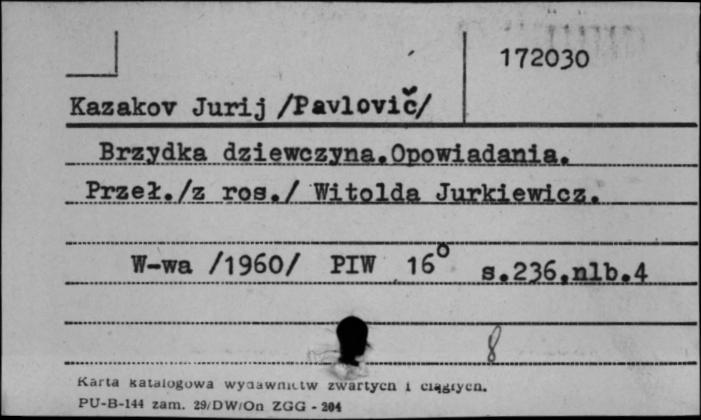 172030
Kazakov Jurij /Pavlovič/
Brzydka dziewczyna.Opowiadania.
Przeł./z ros./ Witolda Jurkiewicz.
W-wa /1960/ PIW 16° s.236,nlb.4
8
Karta katalogowa wydawnictw zwartych i ciągłych.
PU-B-144 zam. 29/DW/On ZGG - 204